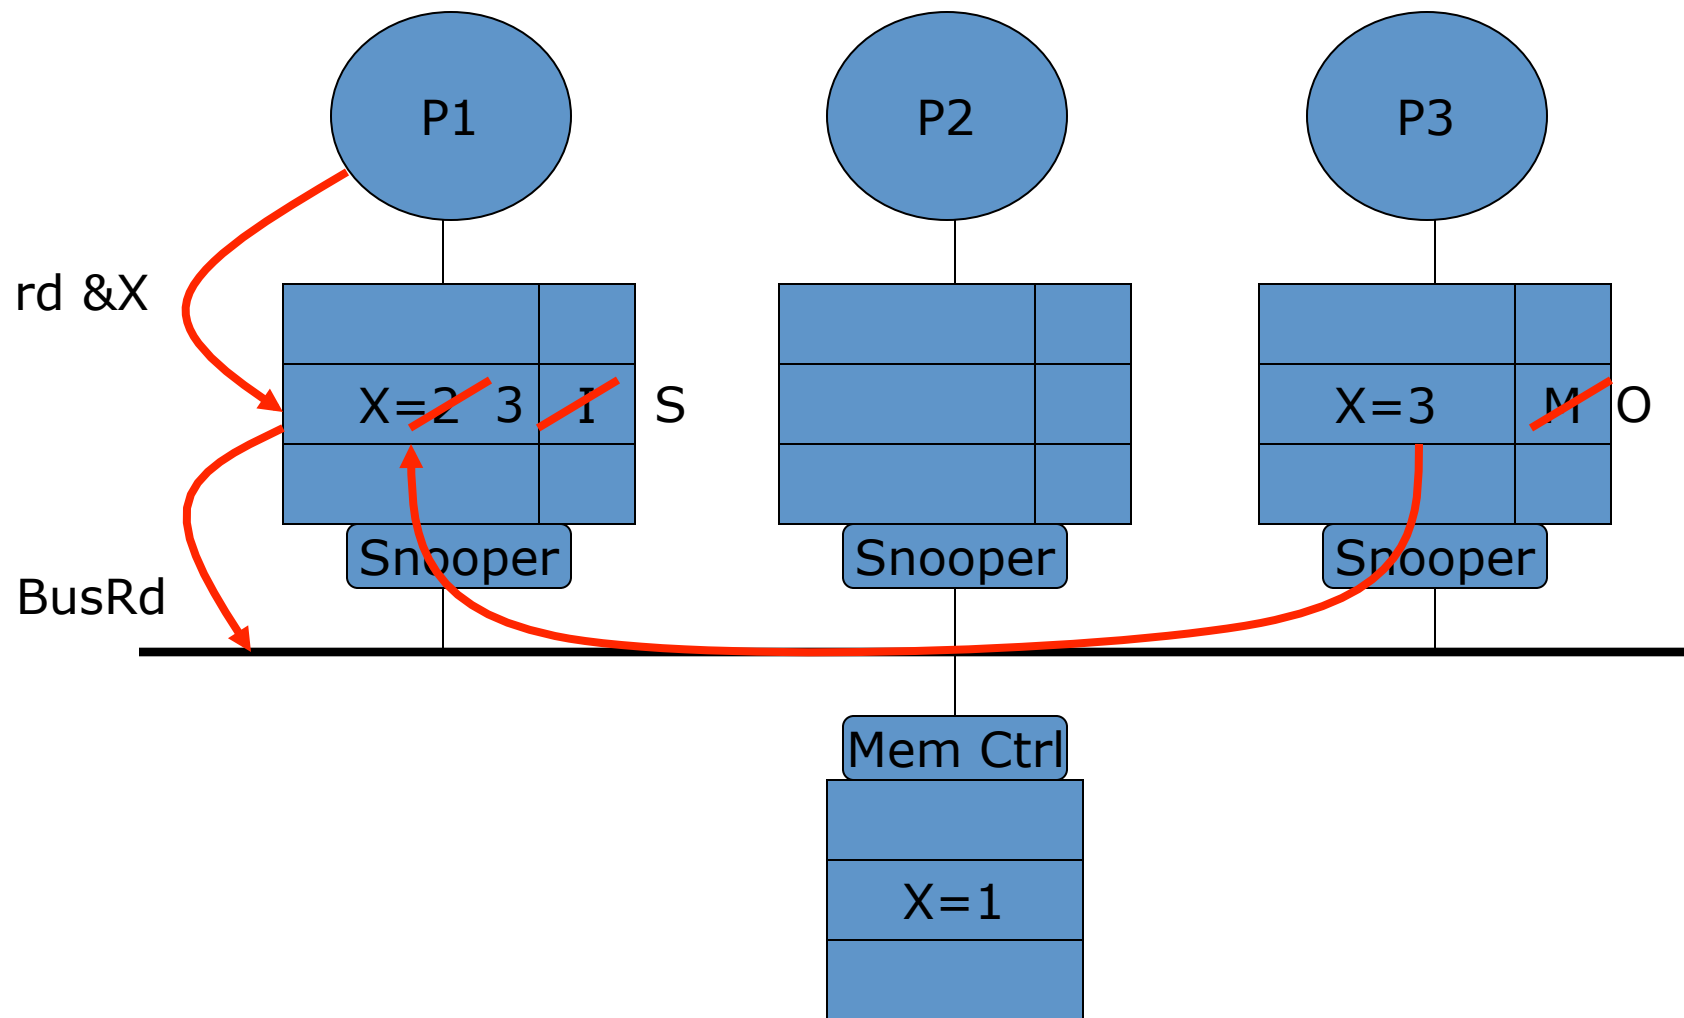 P1
P2
P3
rd &X
X=2 3 I S
X=3 M O
Snooper
Snooper
Snooper
BusRd
Mem Ctrl
X=1